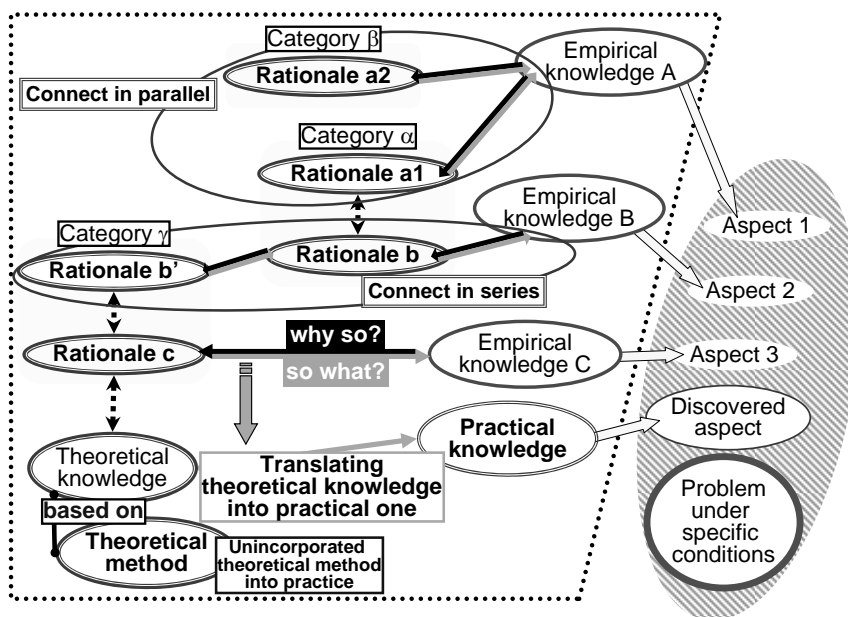 Category β
Rationale a2
Connect in parallel
Empirical
knowledge A
Category α
Rationale a1
Empirical
knowledge B
Aspect 1
Category γ
Rationale b’
Rationale b
Connect in series
Aspect 2
Rationale c
why so?
so what?
Empirical
knowledge C
Aspect 3
Discovered
aspect
Practical
knowledge
Theoretical
knowledge
Translating
theoretical knowledge
into practical one
based on
Theoretical
method
Unincorporated
theoretical method
into practice
Problem
under
specific
conditions